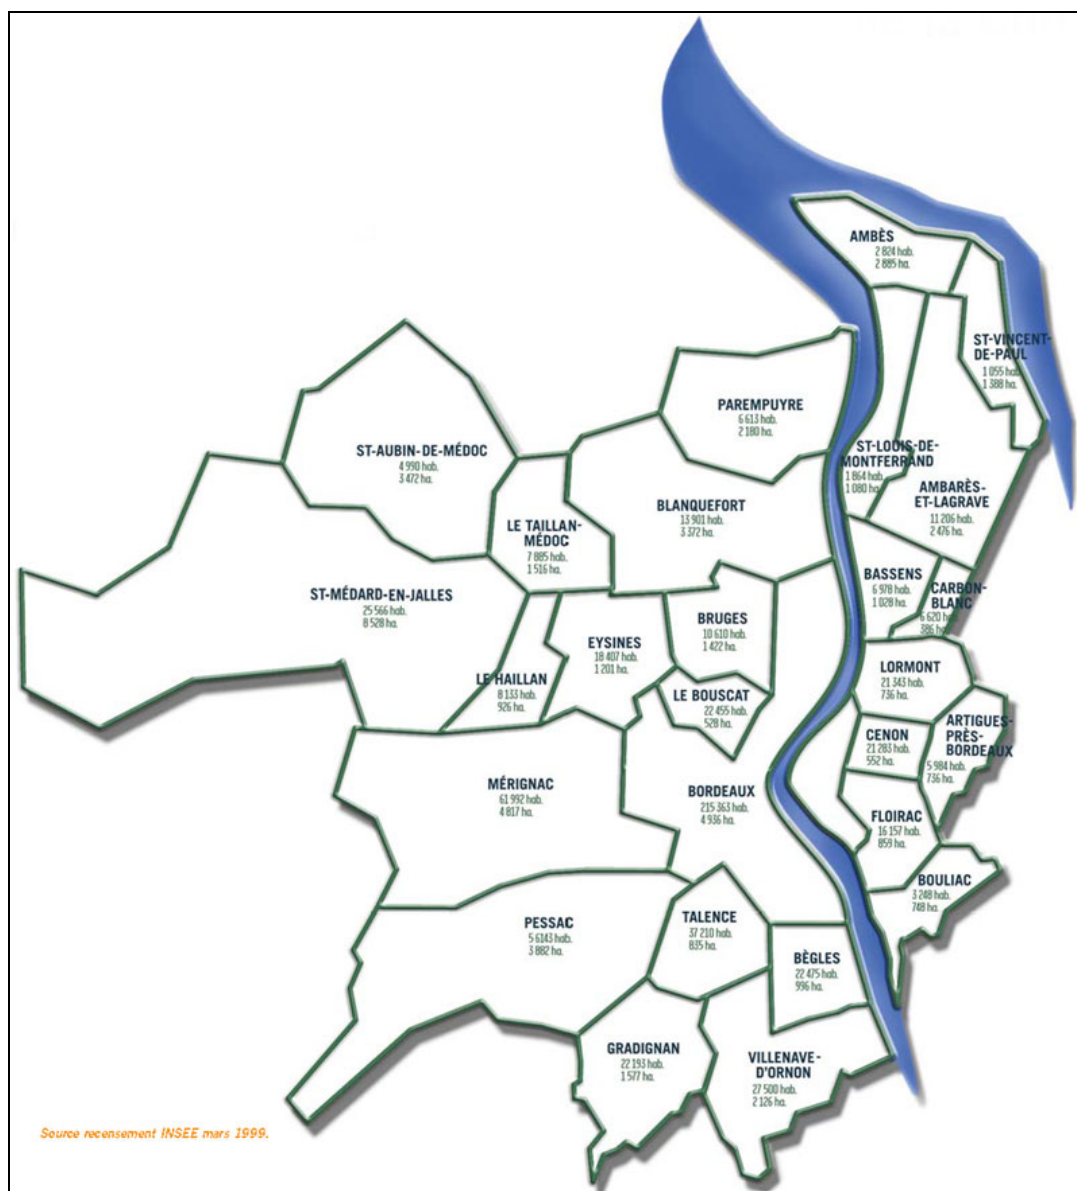 AMBÈS
2 824 hab.
2 885 ha.
ST-VINCENT-
DE-PAUL
1 055 hab.
1 388 ha.
PAREMPUYRE
6 613 hab.
2 180 ha.
ST-AUBIN-DE-MÉDOC
4 990 hab.
3 472 ha.
ST-LOUIS-DE-
MONTFERRAND
1 864 hab.
1 080 ha.
AMBARÈS-
ET-LAGRAVE
11 206 hab.
2 476 ha.
BLANQUEFORT
13 901 hab.
3 372 ha.
LE TAILLAN-
MÉDOC
7 885 hab.
1 516 ha.
ST-MÉDARD-EN-JALLES
25 566 hab.
8 528 ha.
BASSENS
6 978 hab.
1 028 ha.
CARBON-
BLANC
6 620 hab.
386 ha.
BRUGES
10 610 hab.
1 422 ha.
EYSINES
18 407 hab.
1 201 ha.
LE HAILLAN
8 133 hab.
926 ha.
LE BOUSCAT
22 455 hab.
528 ha.
LORMONT
21 343 hab.
736 ha.
CENON
21 283 hab.
552 ha.
ARTIGUES-
PRÈS-
BORDEAUX
5 984 hab.
736 ha.
MÉRIGNAC
61 992 hab.
4 817 ha.
BORDEAUX
215 363 hab.
4 936 ha.
FLOIRAC
16 157 hab.
859 ha.
BOULIAC
3 248 hab.
748 ha.
PESSAC
5 6143 hab.
3 882 ha.
TALENCE
37 210 hab.
835 ha.
BÈGLES
22 475 hab.
996 ha.
GRADIGNAN
22 193 hab.
1 577 ha.
VILLENAVE-
D'ORNON
27 500 hab.
2 126 ha.
Source recensement INSEE mars 1999.